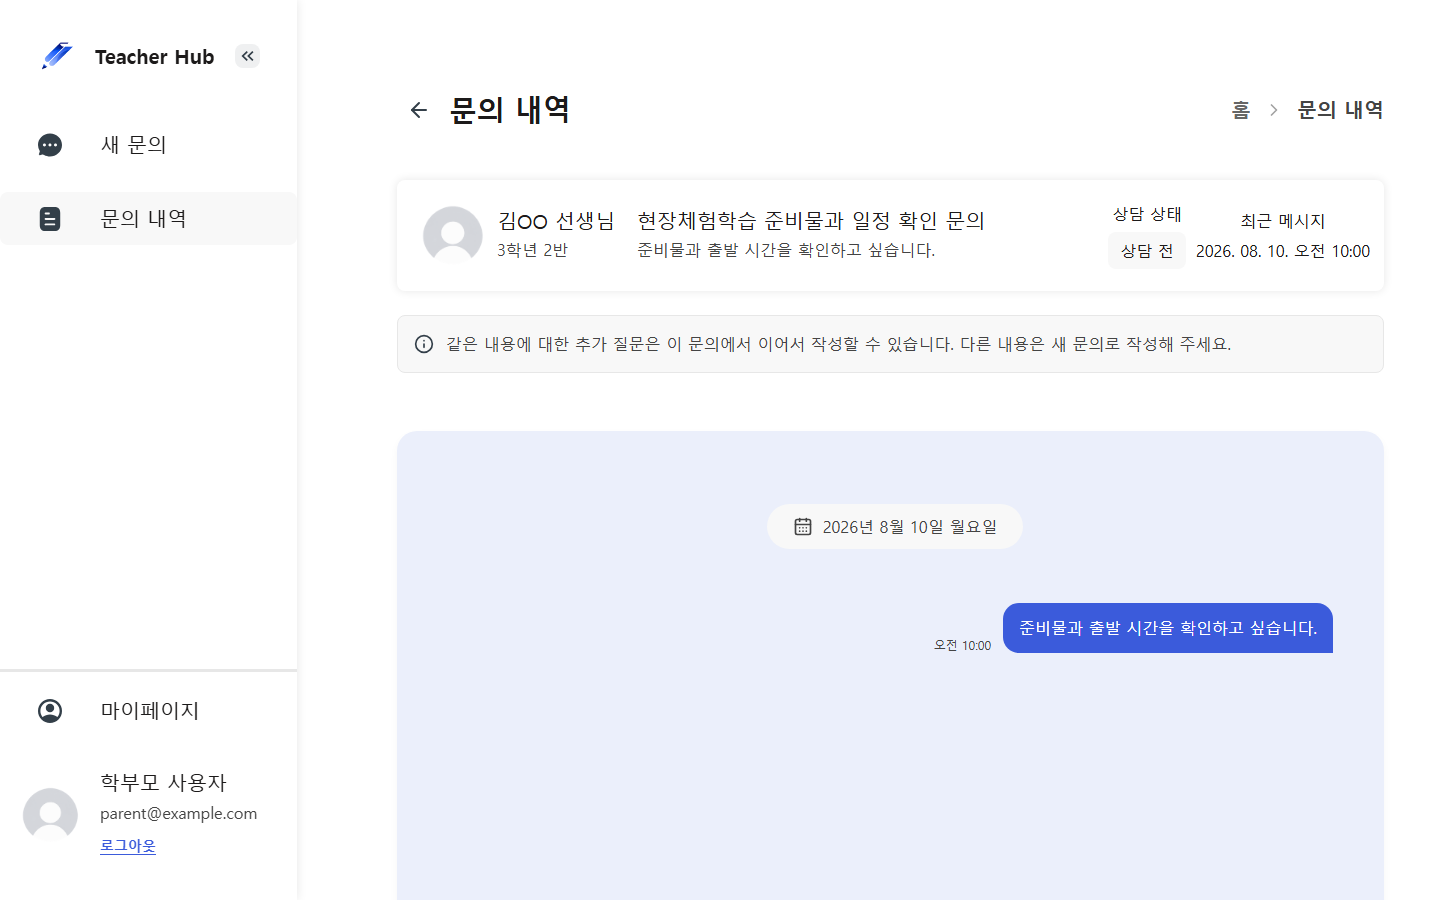 Teacher Hub
새 문의
문의 내역
마이페이지
학부모 사용자
parent@example.com
로그아웃
문의 내역
홈 > 문의 내역
김OO 선생님
3학년 2반
현장체험학습 준비물과 일정 확인 문의
준비물과 출발 시간을 확인하고 싶습니다.
상담 상태
상담 전
최근 메시지
2026. 08. 10. 오전 10:00
같은 내용에 대한 추가 질문은 이 문의에서 이어서 작성할 수 있습니다. 다른 내용은 새 문의로 작성해 주세요.
2026년 8월 10일 월요일
오전 10:00
준비물과 출발 시간을 확인하고 싶습니다.